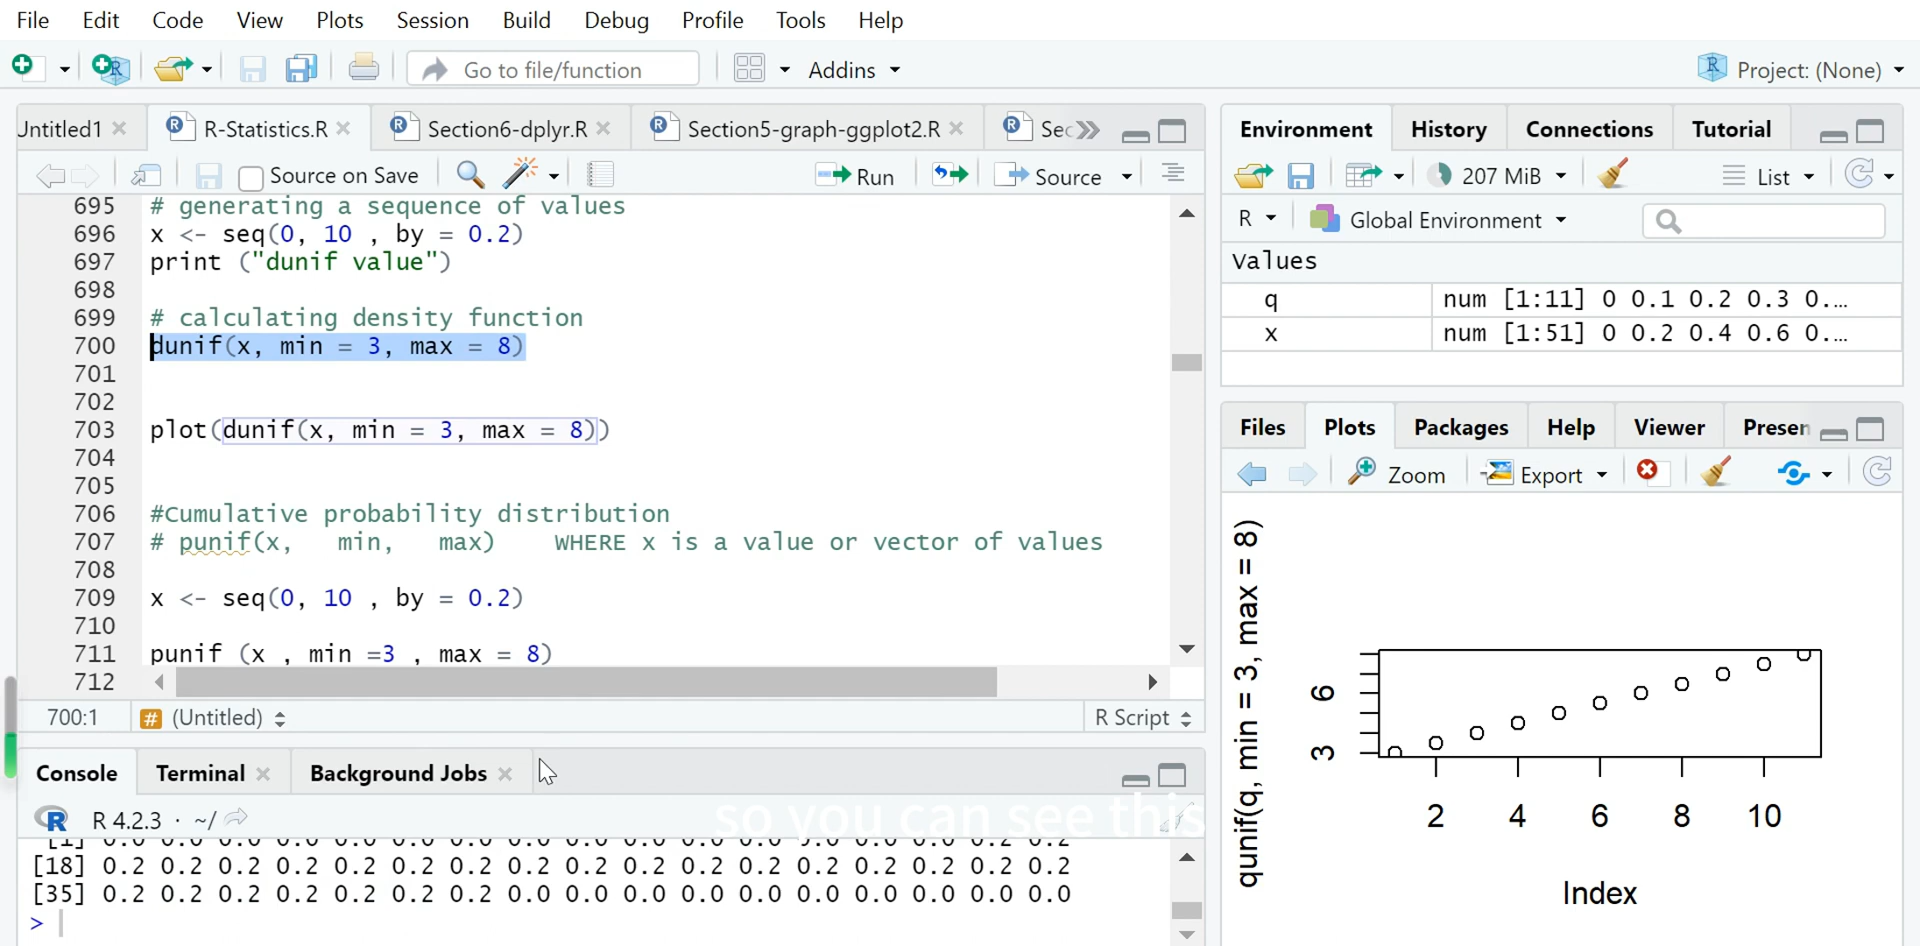 File Edit Code View Plots Session Build Debug Profile Tools Help
Go to file/function Addins Project: (None)
Untitled1 R-Statistics.R Section6-dplyr.R Section5-graph-ggplot2.R Sec
Source on Save Run Source
695 # generating a sequence of values
696 x <- seq(0, 10 , by = 0.2)
697 print ("dunif value")
698
699 # calculating density function
700 dunif(x, min = 3, max = 8)
701
702
703 plot(dunif(x, min = 3, max = 8))
704
705
706 #Cumulative probability distribution
707 # punif(x, min, max) WHERE x is a value or vector of values
708
709 x <- seq(0, 10 , by = 0.2)
710
711 punif (x , min =3 , max = 8)
712
700:1 # (Untitled) R Script
Console Terminal Background Jobs
R 4.2.3 · ~/
so you can see this
[18] 0.2 0.2 0.2 0.2 0.2 0.2 0.2 0.2 0.2 0.2 0.2 0.2 0.2 0.2 0.2 0.2 0.2
[35] 0.2 0.2 0.2 0.2 0.2 0.2 0.2 0.0 0.0 0.0 0.0 0.0 0.0 0.0 0.0 0.0 0.0
>
Environment History Connections Tutorial
207 MiB List
R Global Environment
Values
q num [1:11] 0 0.1 0.2 0.3 0.…
x num [1:51] 0 0.2 0.4 0.6 0.…
Files Plots Packages Help Viewer Presen
Zoom Export
qunif(q, min = 3, max = 8)
6
3
2 4 6 8 10
Index